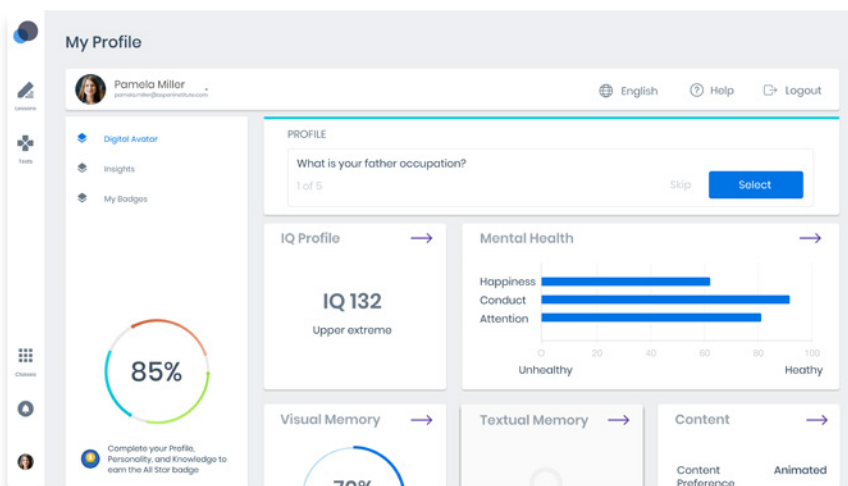 My Profile
Lessons
Tests
Classes
Pamela Miller
English
Help
Logout
Digital Avatar
Insights
My Badges
85%
Complete your Profile,
Personality, and Knowledge to
earn the All Star badge
PROFILE
What is your father occupation?
1 of 5
Skip
Select
IQ Profile
IQ 132
Upper extreme
Mental Health
Happiness
Conduct
Attention
0 20 40 60 80 100
Unhealthy Heathy
Visual Memory
Textual Memory
Content
Content
Preference
Animated